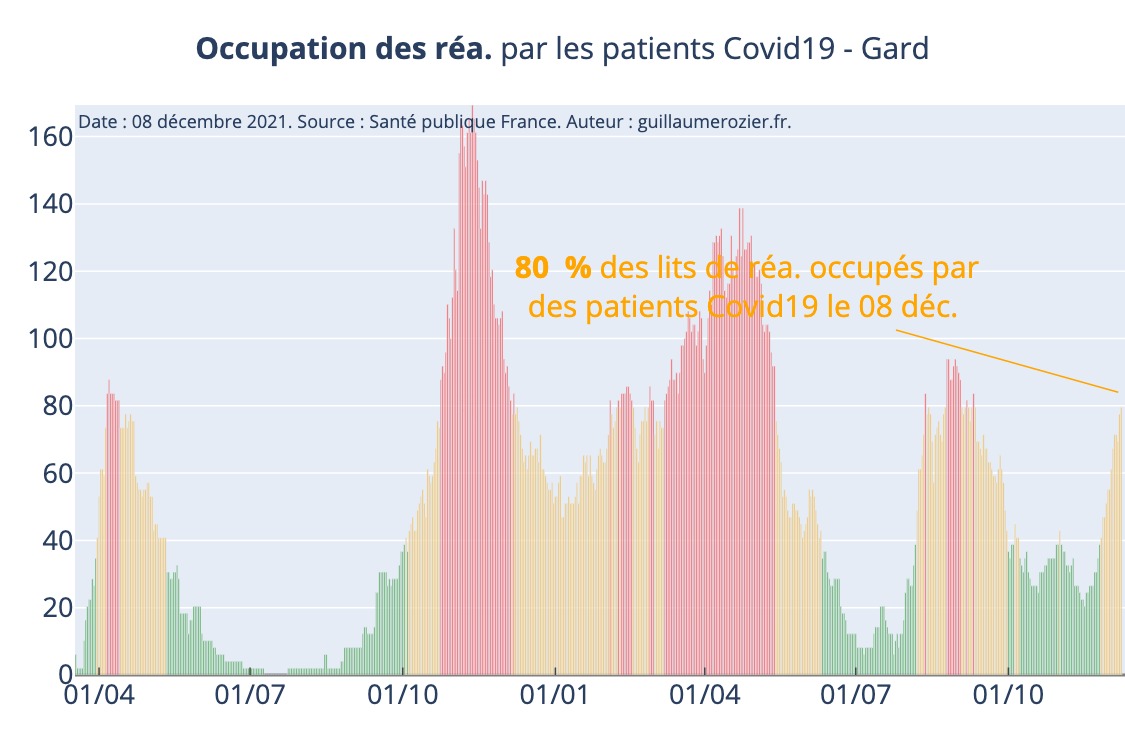 Occupation des réa. par les patients Covid19 - Gard
Date : 08 décembre 2021. Source : Santé publique France. Auteur : guillaumerozier.fr.
160
140
120
100
80
60
40
20
0
80 % des lits de réa. occupés par
des patients Covid19 le 08 déc.
01/04 01/07 01/10 01/01 01/04 01/07 01/10